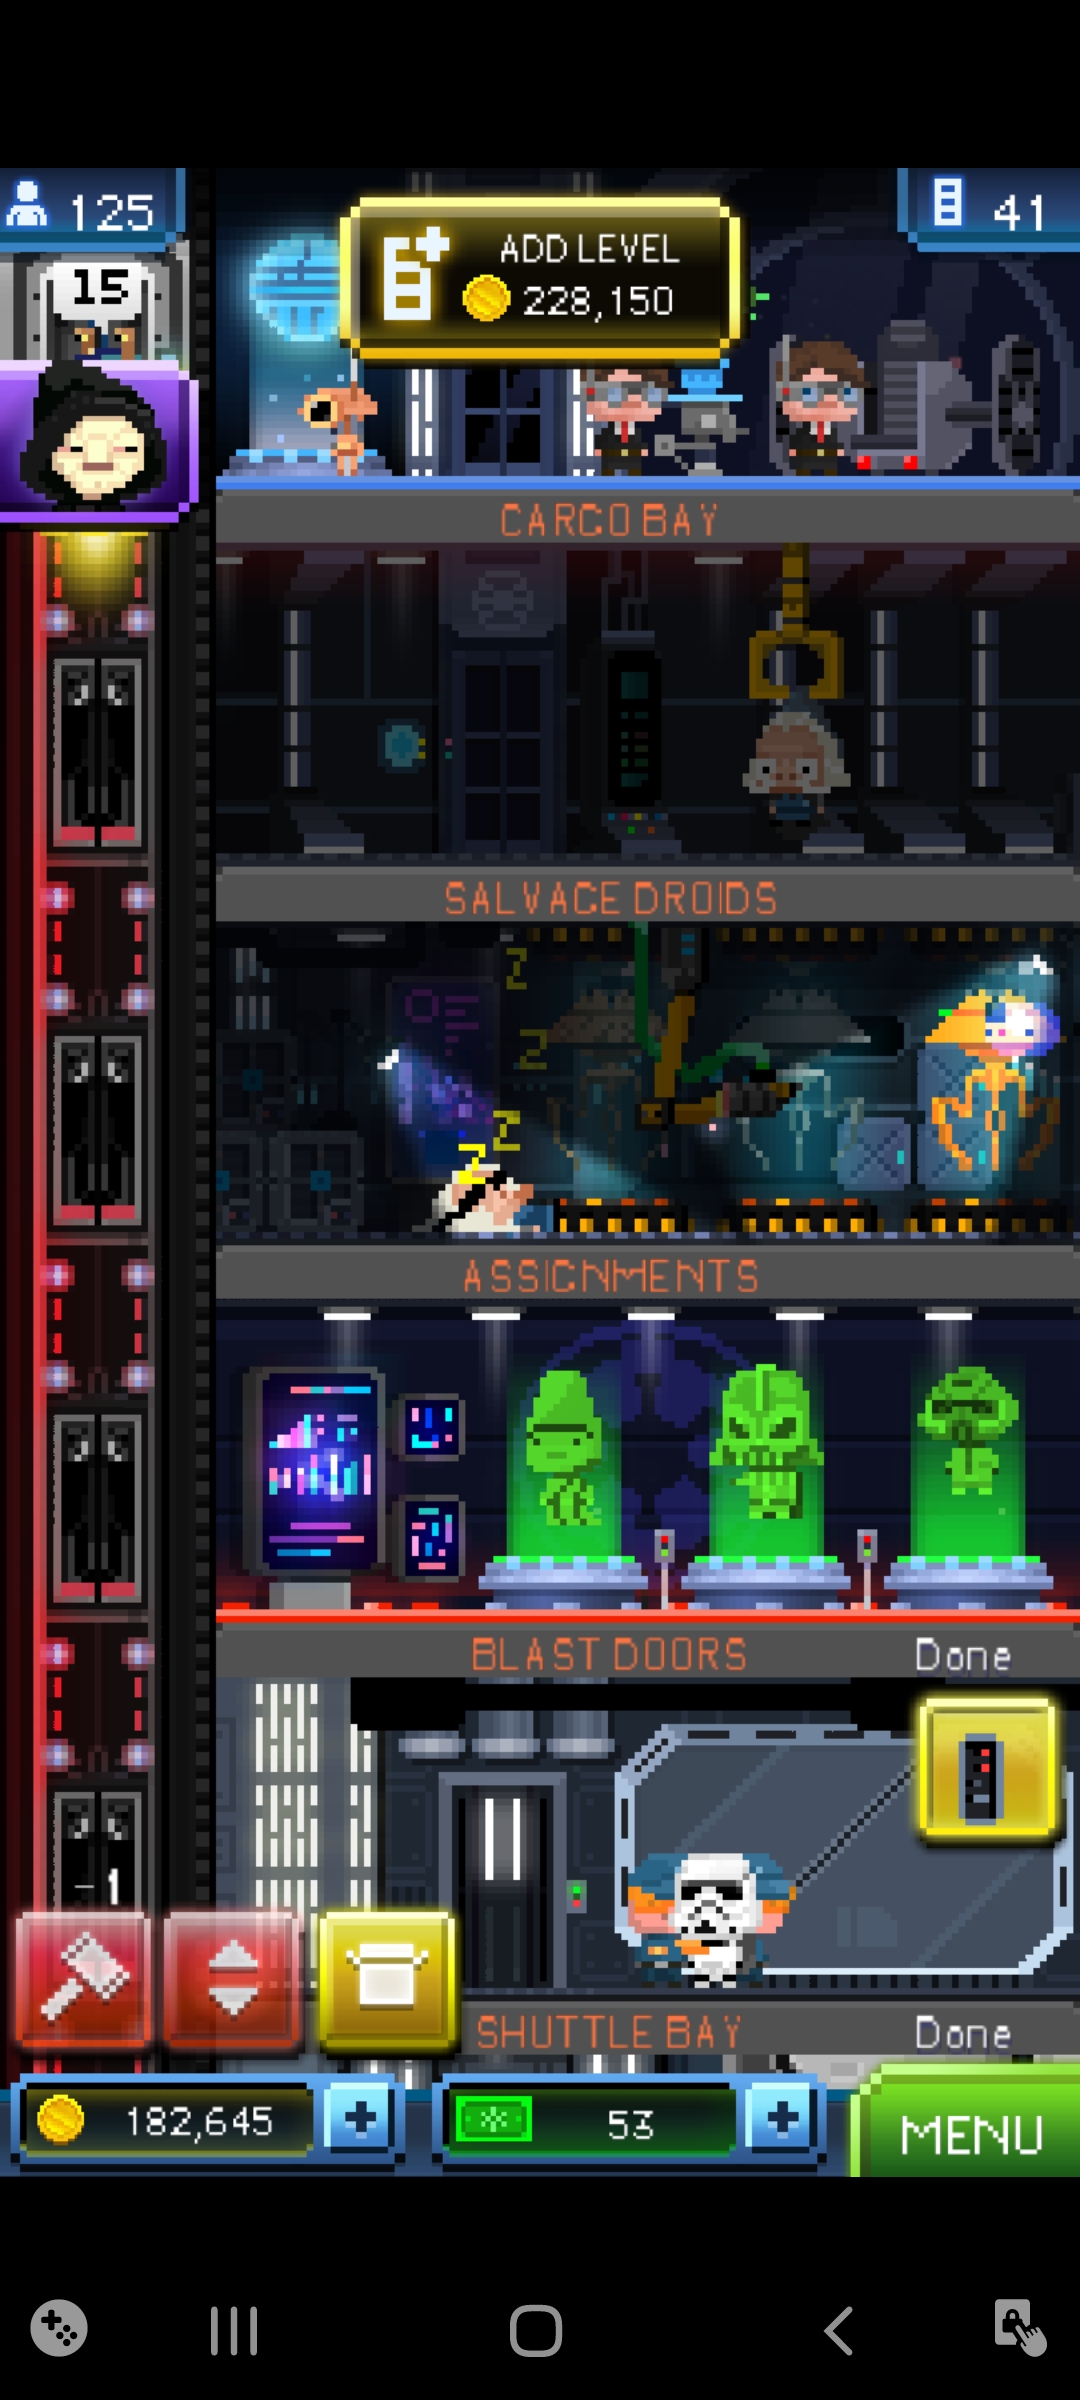 125
41
ADD LEVEL
228,150
15
CARGO BAY
SALVAGE DROIDS
Z
Z
Z
Z
ASSIGNMENTS
BLAST DOORS Done
-1
SHUTTLE BAY Done
182,645
53
MENU